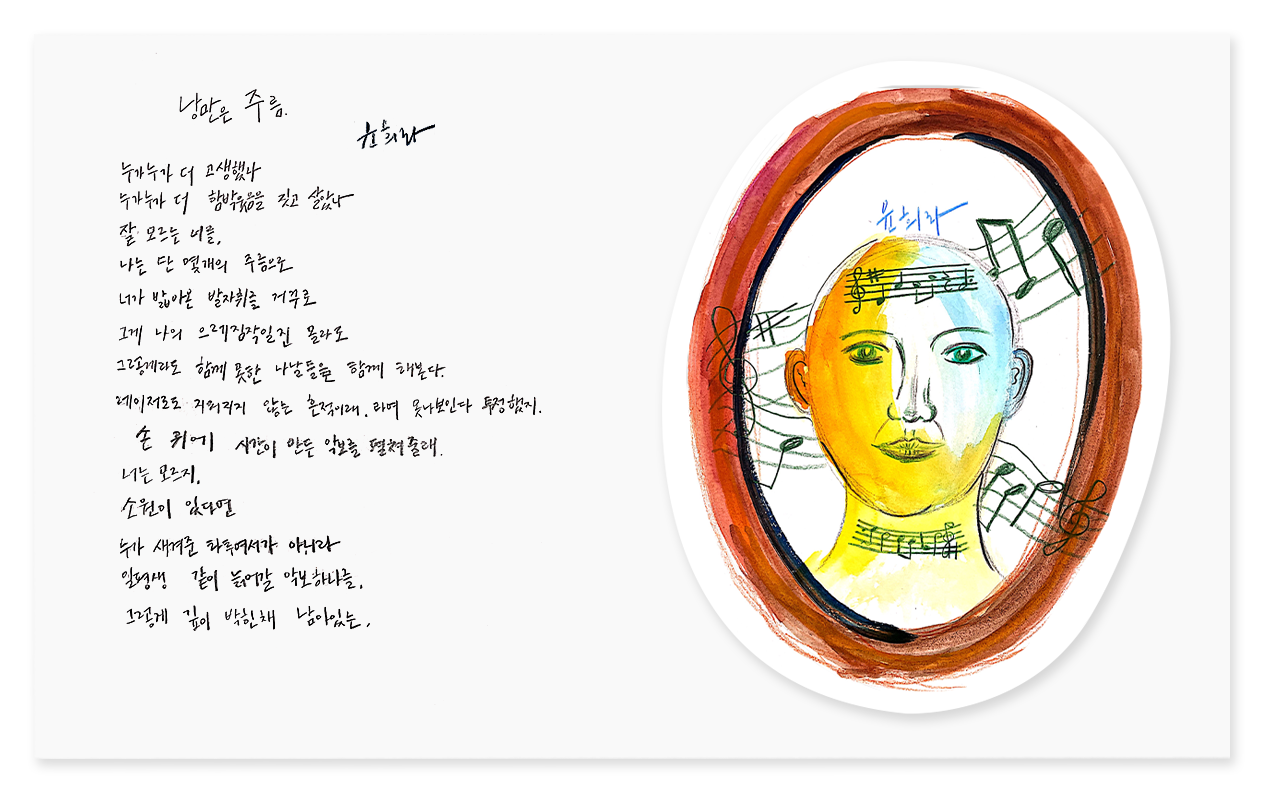 낭만은 주름.
윤희라
누가누가 더 고생했나
누가누가 더 함박웃음을 짓고 살았나
잘 모르는 너를,
나는 단 몇개의 주름으로
너가 밟아온 발자취를 거꾸로
그게 나의 으레짐작일진 몰라도
그렇게라도 함께 못한 나날들을 함께 해본다.
레이저로도 지워지지 않는 흔적이래. 라며 못나보인다 투정했지.
손 위에 시간이 만든 악보를 펼쳐줄래.
너는 모르지.
소원이 있다면
누가 새겨준 타투여서가 아니라
일평생 같이 늙어갈 악보 하나를.
그렇게 깊이 박힌채 남아있는.
윤희라